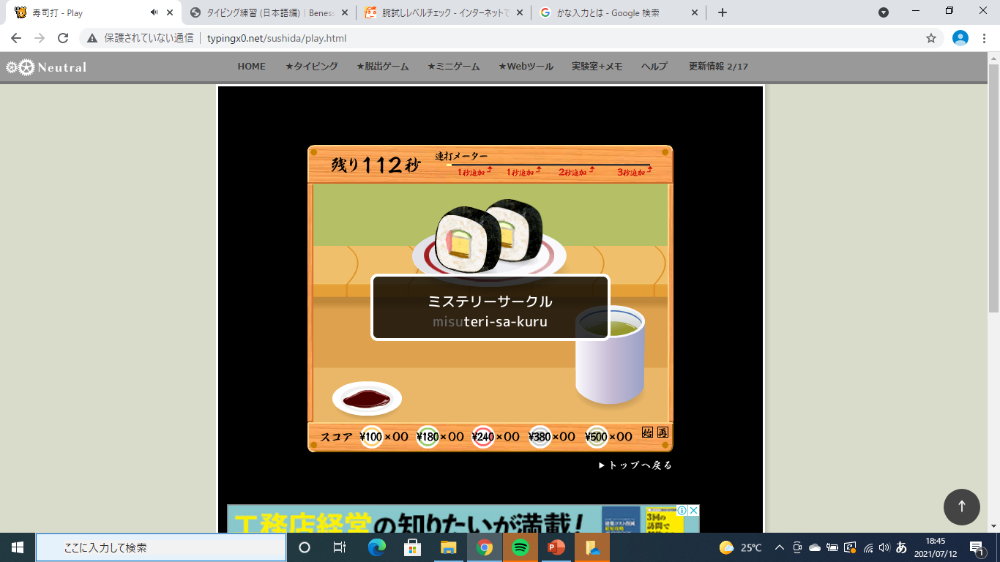 寿司打 - Play
タイピング練習 (日本語編) | Benes
腕試しレベルチェック - インターネットで
かな入力とは - Google 検索
保護されていない通信 | typingx0.net/sushida/play.html
Neutral
HOME ★タイピング ★脱出ゲーム ★ミニゲーム ★Webツール 実験室+メモ ヘルプ 更新情報 2/17
残り112秒
連打メーター
1秒追加 1秒追加 2秒追加 3秒追加
ミステリーサークル
misuteri-sa-kuru
スコア ¥100×00 ¥180×00 ¥240×00 ¥380×00 ¥500×00 始 再
▶トップへ戻る
工務店経営の知りたいが満載!
3回の
訪問で
ここに入力して検索
25℃
あ
18:45
2021/07/12
1